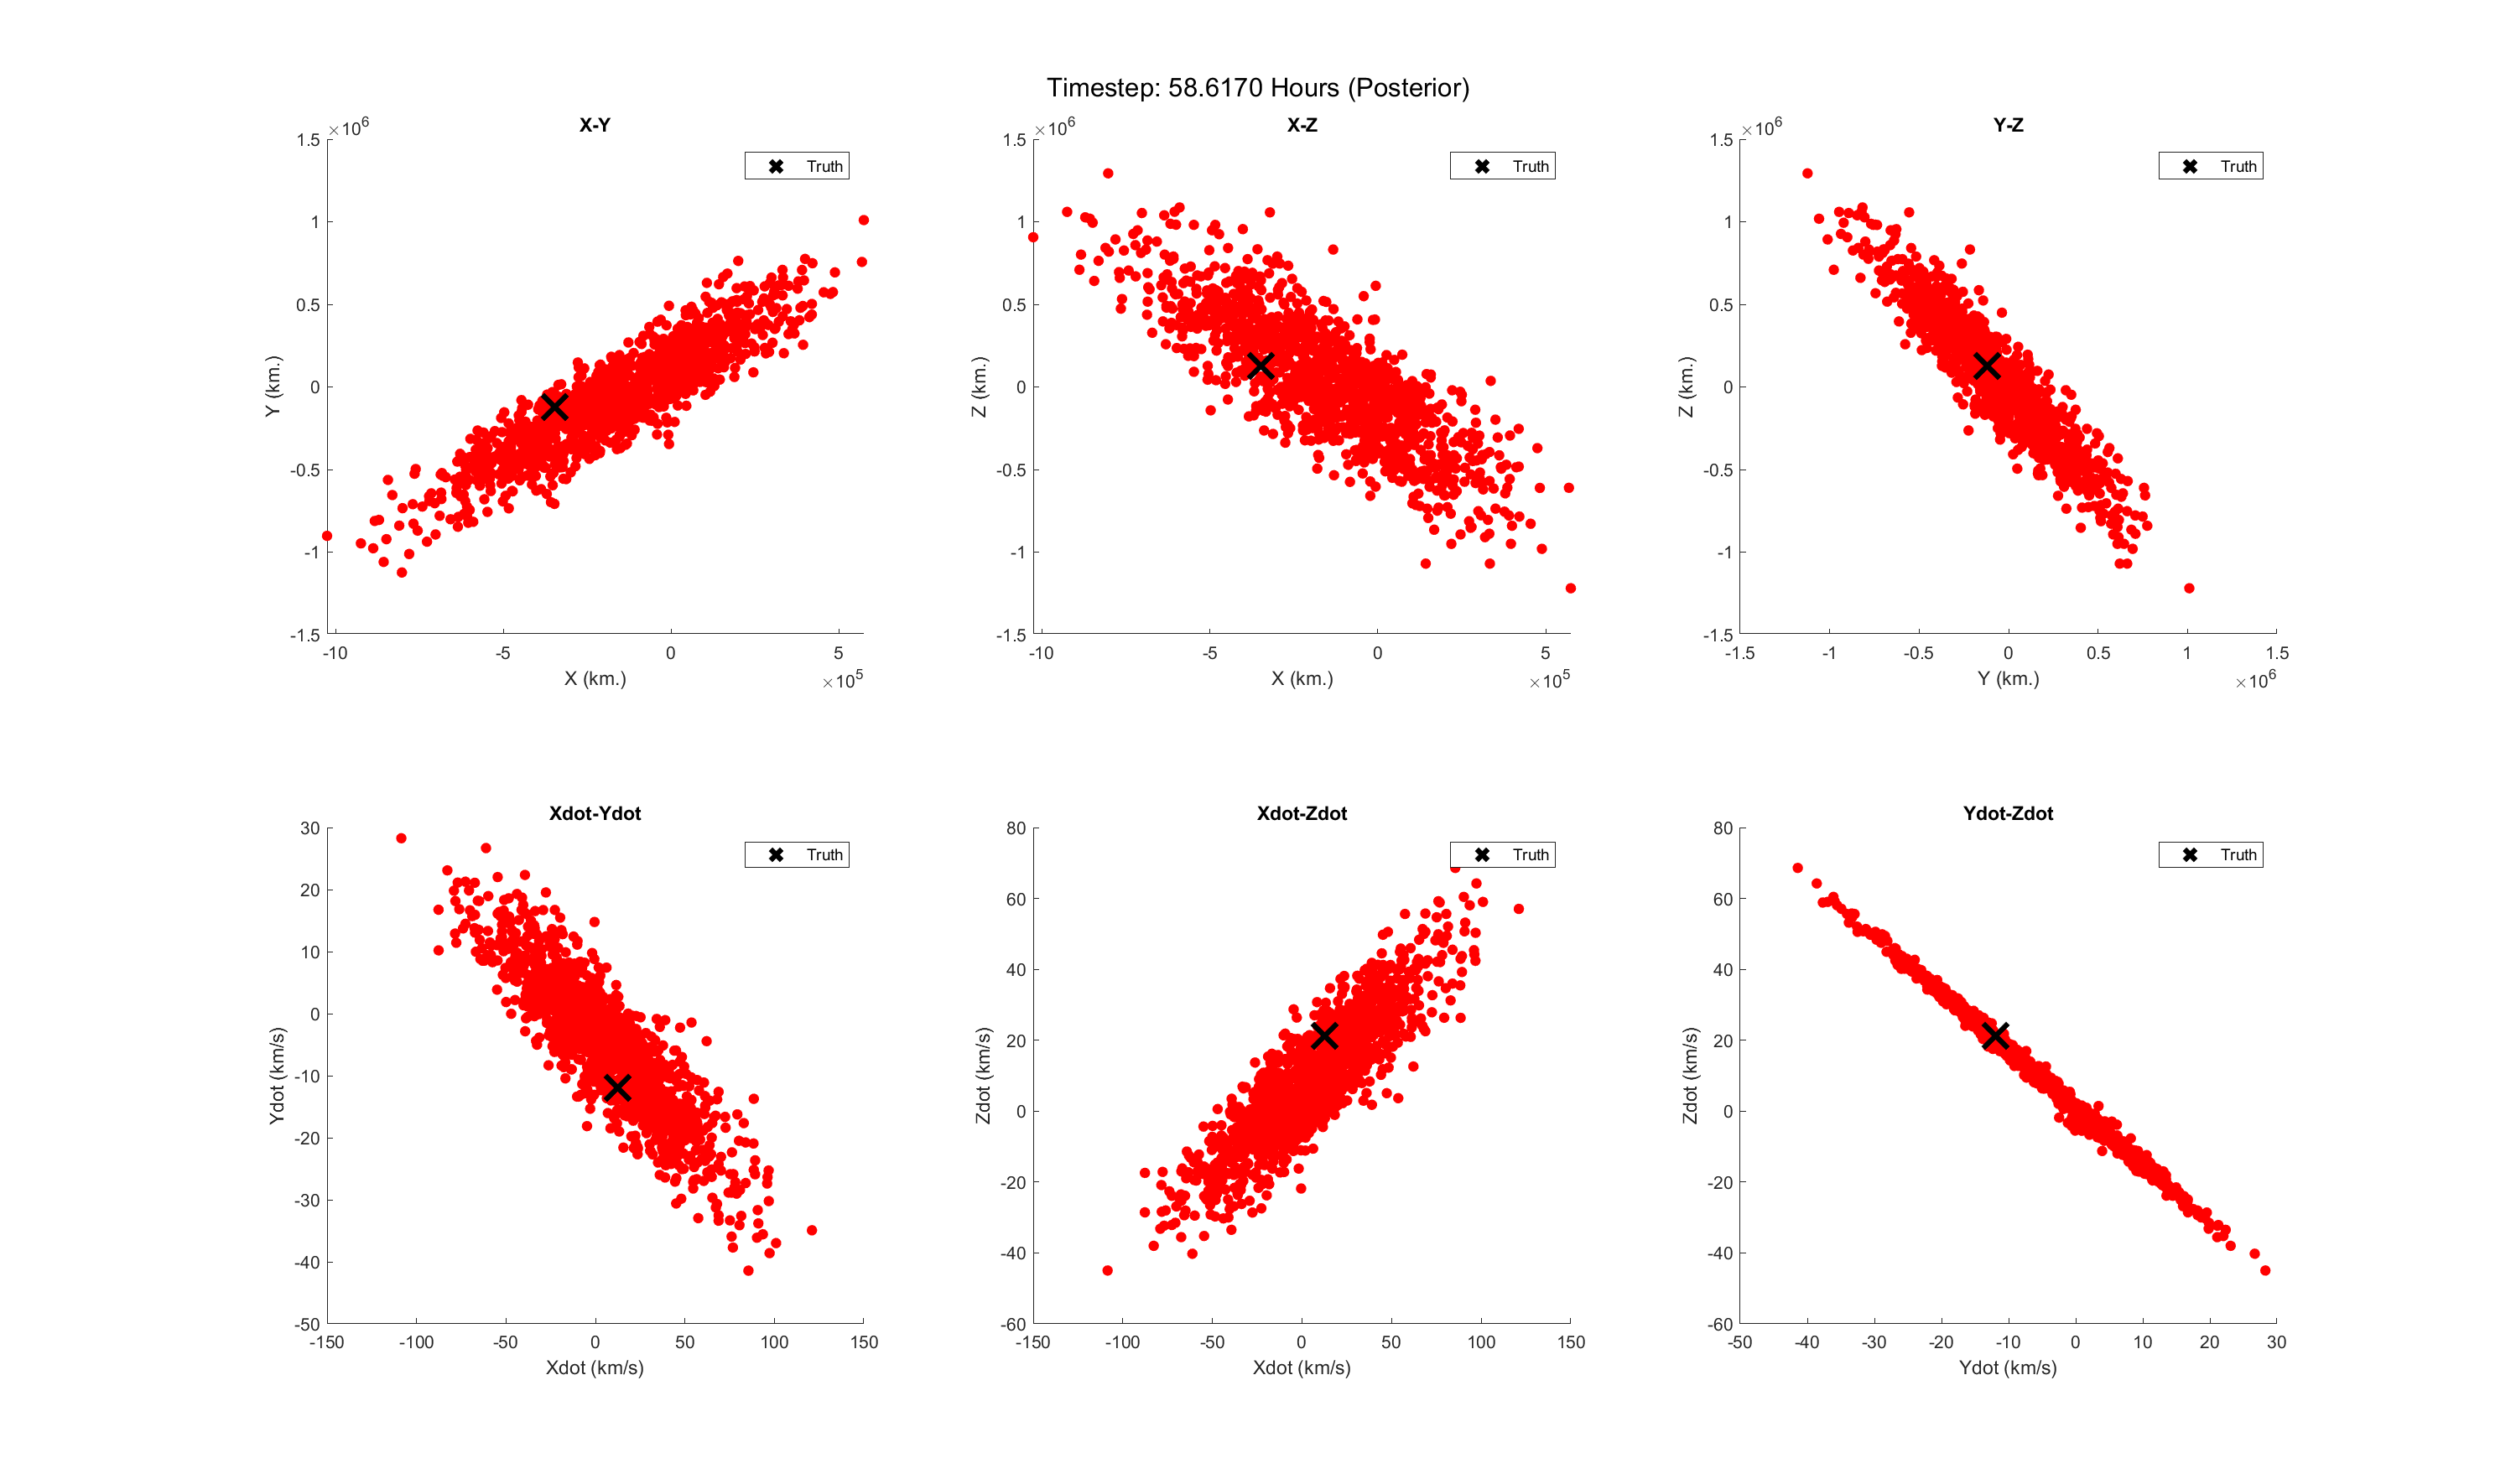 Timestep: 58.6170 Hours (Posterior)
X-Y
×10^6
Truth
1.5
1
0.5
0
-0.5
-1
-1.5
Y (km.)
-10 -5 0 5
×10^5
X (km.)
X-Z
×10^6
Truth
1.5
1
0.5
0
-0.5
-1
-1.5
Z (km.)
-10 -5 0 5
×10^5
X (km.)
Y-Z
×10^6
Truth
1.5
1
0.5
0
-0.5
-1
-1.5
Z (km.)
-1.5 -1 -0.5 0 0.5 1 1.5
×10^6
Y (km.)
Xdot-Ydot
Truth
30
20
10
0
-10
-20
-30
-40
-50
Ydot (km/s)
-150 -100 -50 0 50 100 150
Xdot (km/s)
Xdot-Zdot
Truth
80
60
40
20
0
-20
-40
-60
Zdot (km/s)
-150 -100 -50 0 50 100 150
Xdot (km/s)
Ydot-Zdot
Truth
80
60
40
20
0
-20
-40
-60
Zdot (km/s)
-50 -40 -30 -20 -10 0 10 20 30
Ydot (km/s)